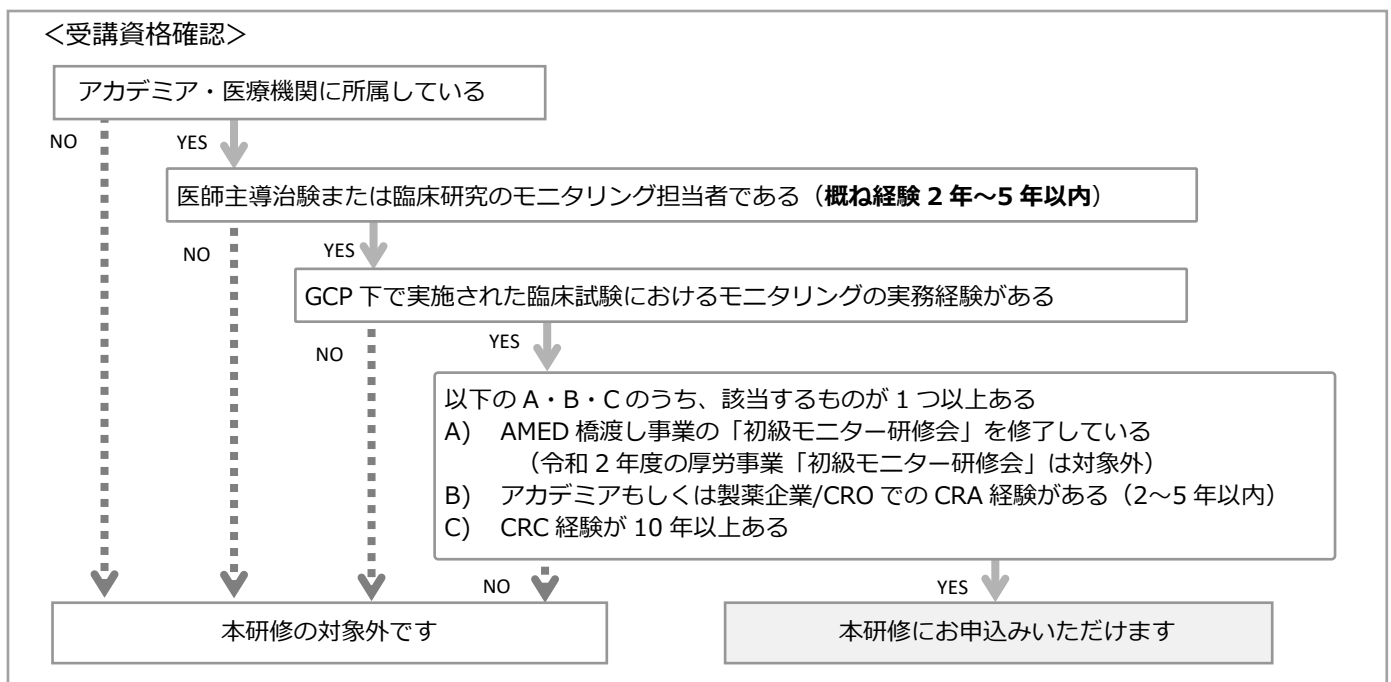 <受講資格確認>
アカデミア・医療機関に所属している
NO
YES
医師主導治験または臨床研究のモニタリング担当者である（概ね経験 2 年～5 年以内）
NO
YES
GCP 下で実施された臨床試験におけるモニタリングの実務経験がある
NO
YES
以下の A・B・C のうち、該当するものが 1 つ以上ある
A) AMED 橋渡し事業の「初級モニター研修会」を修了している
（令和 2 年度の厚労事業「初級モニター研修会」は対象外）
B) アカデミアもしくは製薬企業/CRO での CRA 経験がある（2～5 年以内）
C) CRC 経験が 10 年以上ある
NO
YES
本研修の対象外です
本研修にお申込みいただけます